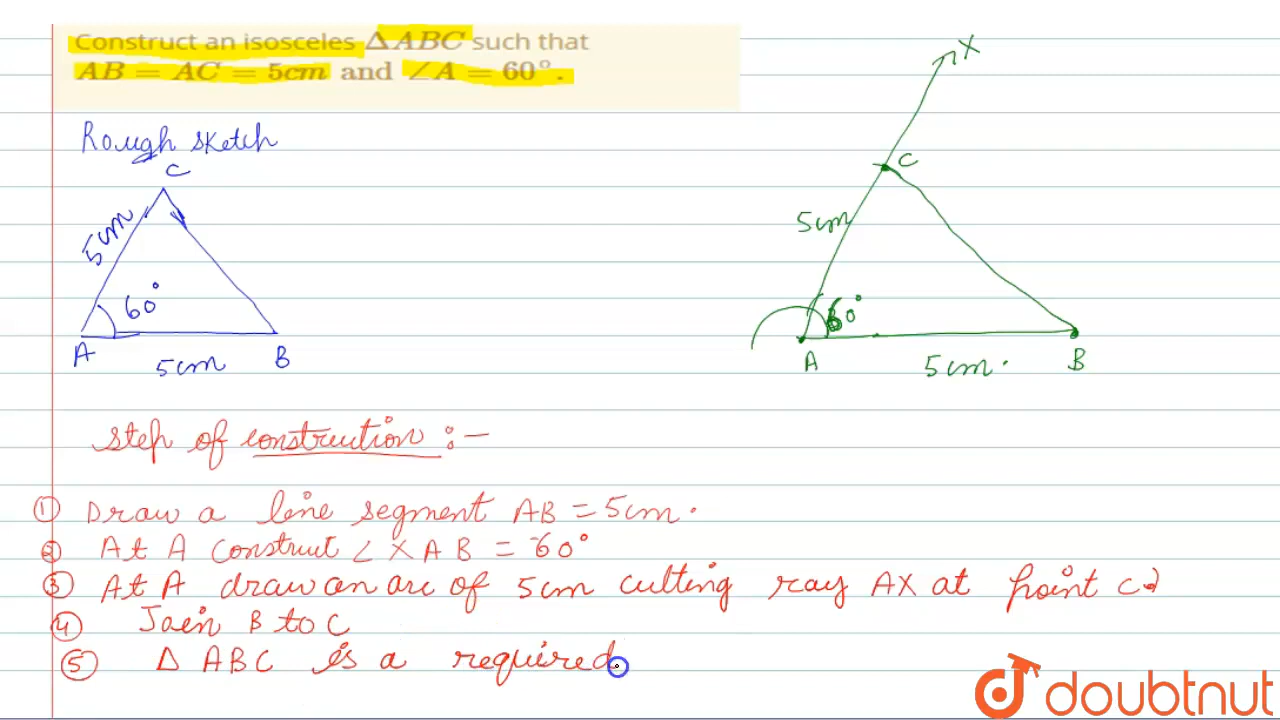 Construct an isosceles ΔABC such that
AB = AC = 5cm and ∠A = 60°.
Rough sketch
C
5cm
60°
A
B
5cm
X
C
5cm
60°
A
B
5cm.
Step of construction :-
① Draw a line segment AB = 5cm.
② At A construct ∠XAB = 60°
③ At A draw an arc of 5cm cutting ray AX at point C
④ Join B to C
⑤ Δ ABC is a required
doubtnut